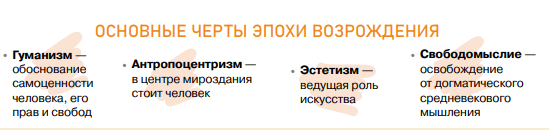 ОСНОВНЫЕ ЧЕРТЫ ЭПОХИ ВОЗРОЖДЕНИЯ
• Гуманизм —
обоснование
самоценности
человека, его
прав и свобод
• Антропоцентризм —
в центре мироздания
стоит человек
• Эстетизм —
ведущая роль
искусства
• Свободомыслие —
освобождение
от догматического
средневекового
мышления